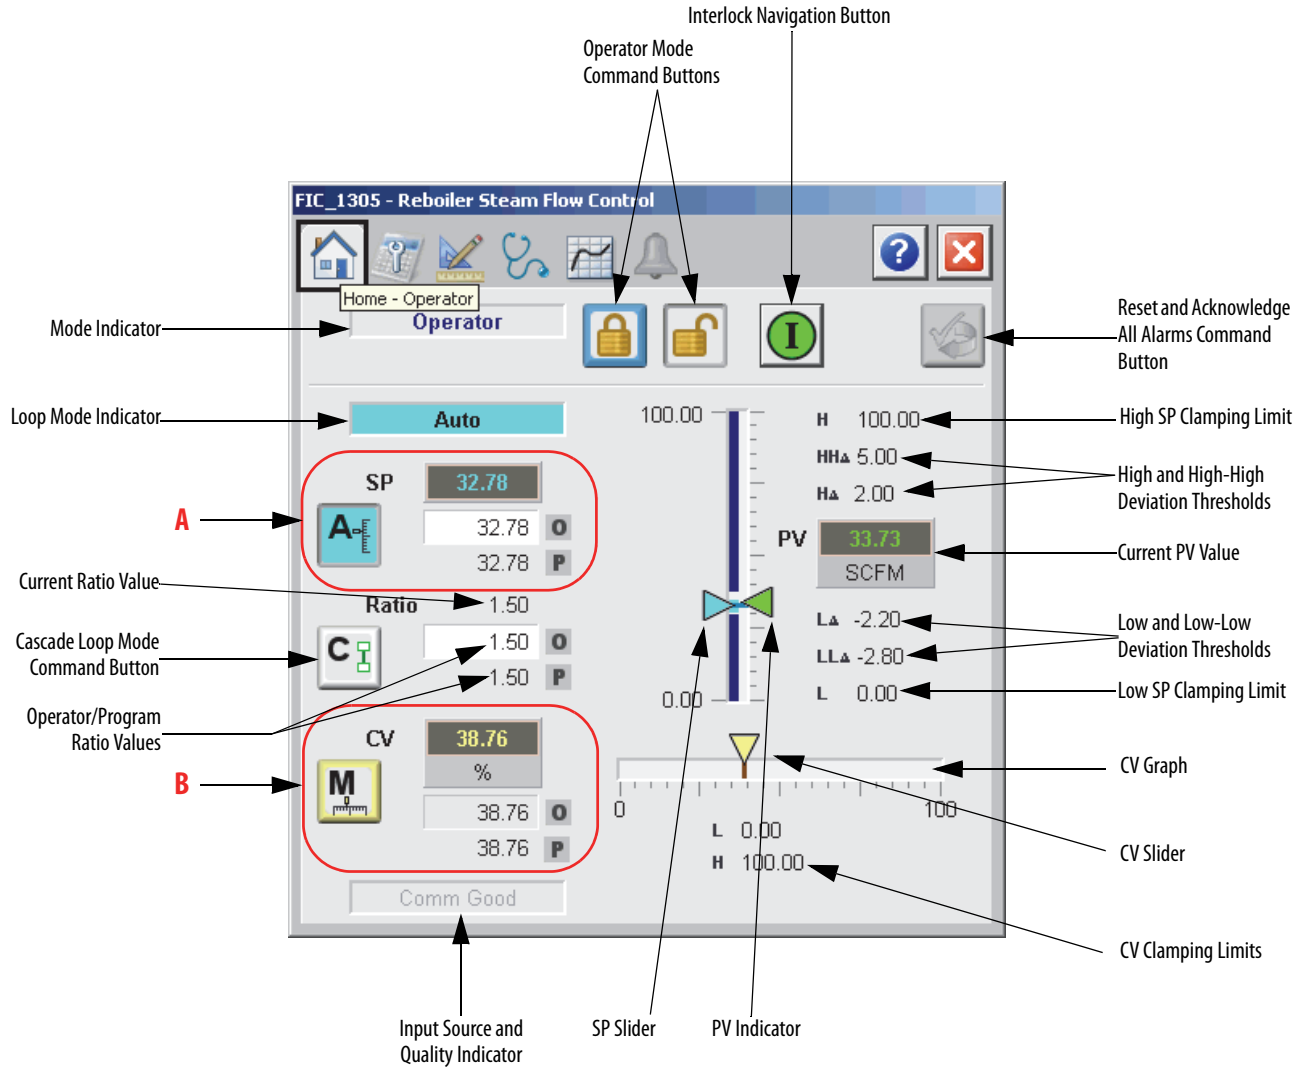 Interlock Navigation Button
Operator Mode
Command Buttons
FIC_1305 - Reboiler Steam Flow Control
?
Home - Operator
Mode Indicator
Operator
I
Reset and Acknowledge
All Alarms Command
Button
Loop Mode Indicator
Auto
100.00
H 100.00
High SP Clamping Limit
HH▵ 5.00
H▵ 2.00
High and High-High
Deviation Thresholds
SP 32.78
A
A
32.78 O
32.78 P
PV 33.73
SCFM
Current PV Value
Current Ratio Value
Ratio 1.50
Cascade Loop Mode
Command Button
C
1.50 O
1.50 P
L▵ -2.20
LL▵ -2.80
Low and Low-Low
Deviation Thresholds
L 0.00
Low SP Clamping Limit
0.00
Operator/Program
Ratio Values
CV 38.76
%
B
M
38.76 O
38.76 P
CV Graph
0 100
L 0.00
H 100.00
CV Slider
Comm Good
CV Clamping Limits
Input Source and
Quality Indicator
SP Slider
PV Indicator